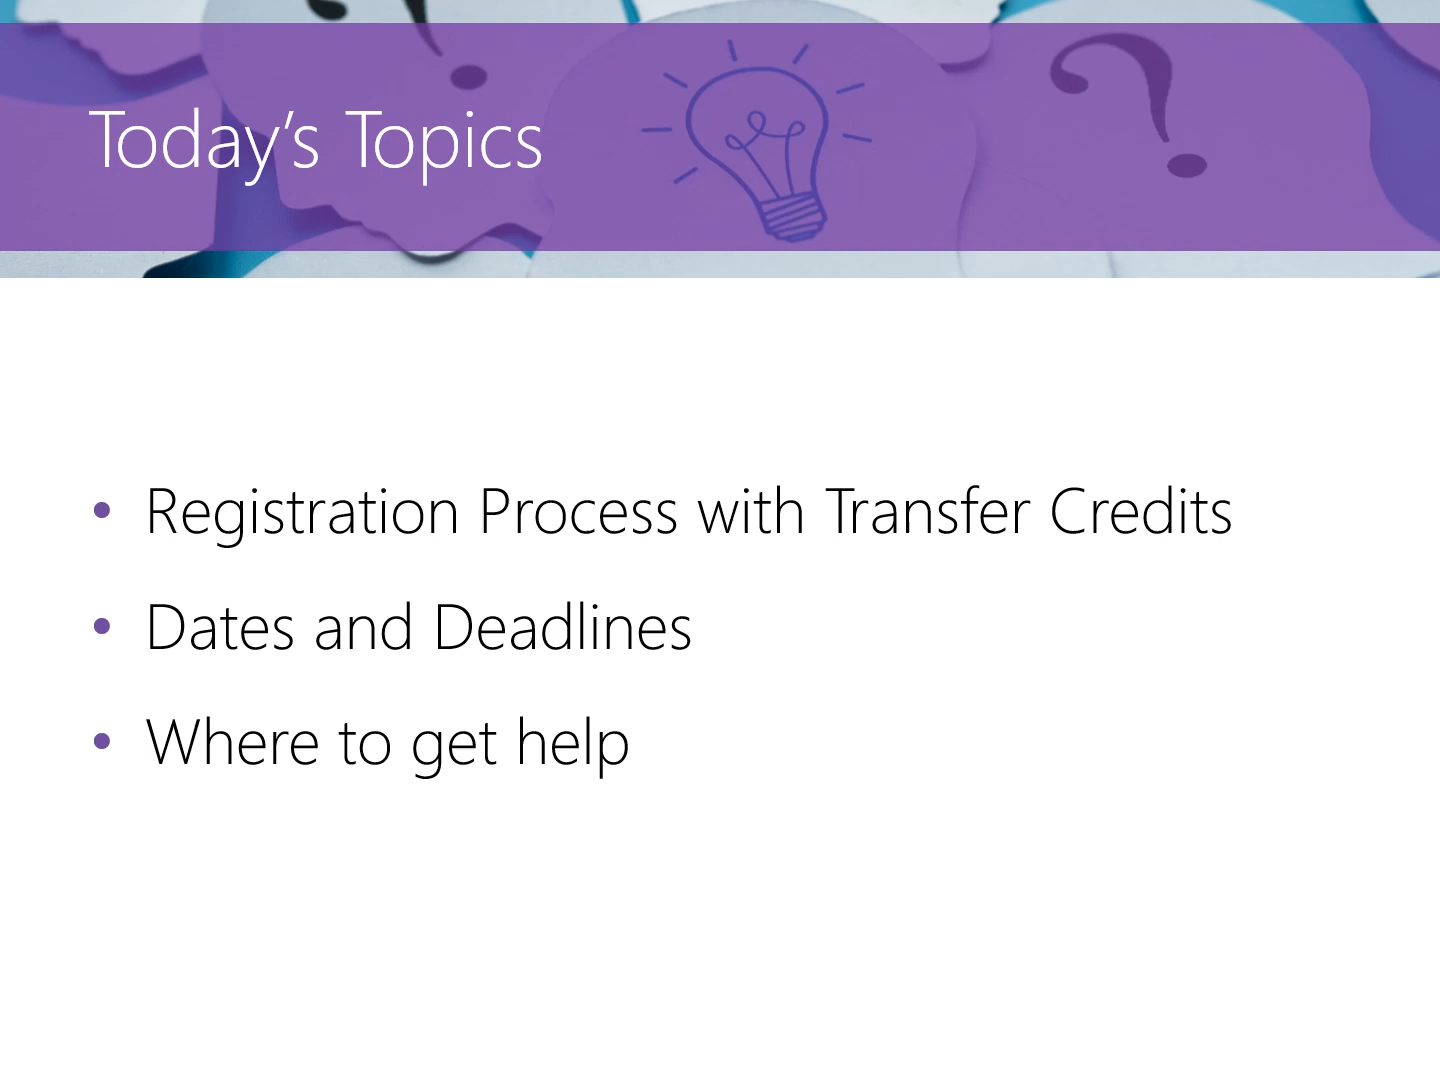 Today’s Topics
• Registration Process with Transfer Credits
• Dates and Deadlines
• Where to get help